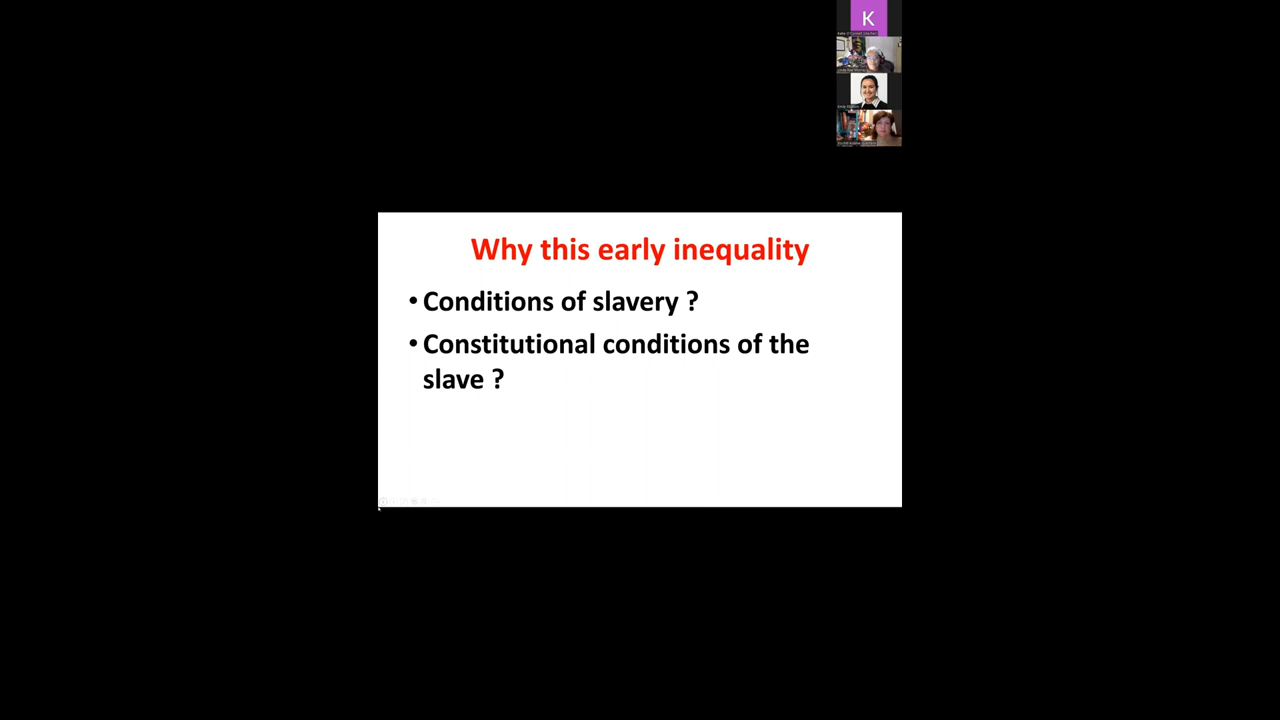 K
Why this early inequality
• Conditions of slavery ?
• Constitutional conditions of the
slave ?